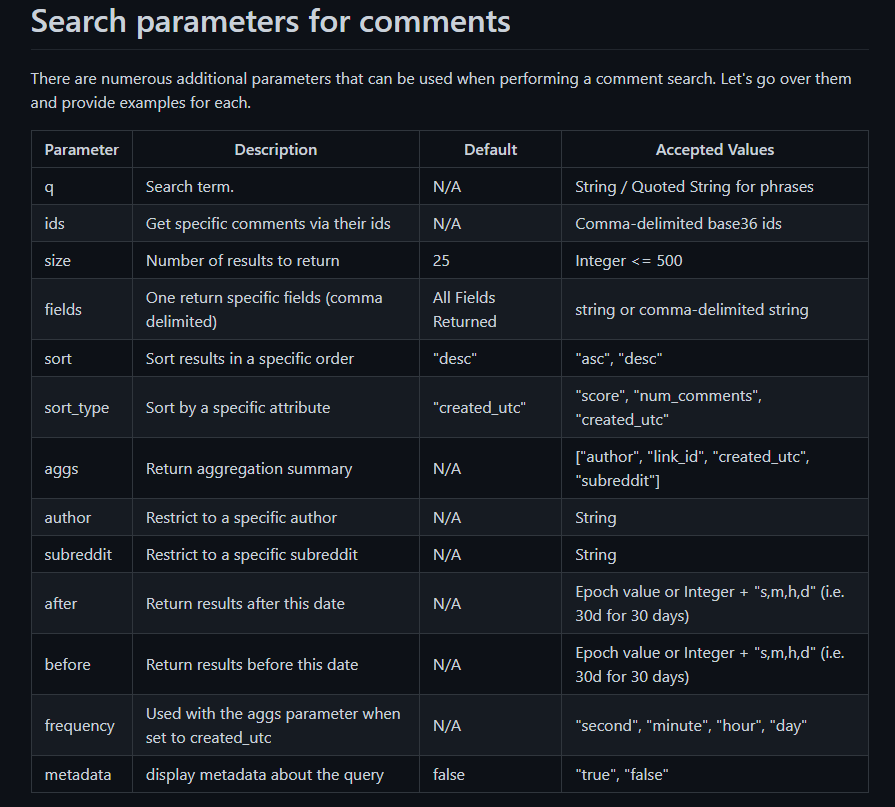 Search parameters for comments
There are numerous additional parameters that can be used when performing a comment search. Let's go over them
and provide examples for each.
Parameter Description Default Accepted Values
q Search term. N/A String / Quoted String for phrases
ids Get specific comments via their ids N/A Comma-delimited base36 ids
size Number of results to return 25 Integer <= 500
fields One return specific fields (comma
delimited) All Fields
Returned string or comma-delimited string
sort Sort results in a specific order "desc" "asc", "desc"
sort_type Sort by a specific attribute "created_utc" "score", "num_comments",
"created_utc"
aggs Return aggregation summary N/A ["author", "link_id", "created_utc",
"subreddit"]
author Restrict to a specific author N/A String
subreddit Restrict to a specific subreddit N/A String
after Return results after this date N/A Epoch value or Integer + "s,m,h,d" (i.e.
30d for 30 days)
before Return results before this date N/A Epoch value or Integer + "s,m,h,d" (i.e.
30d for 30 days)
frequency Used with the aggs parameter when
set to created_utc N/A "second", "minute", "hour", "day"
metadata display metadata about the query false "true", "false"